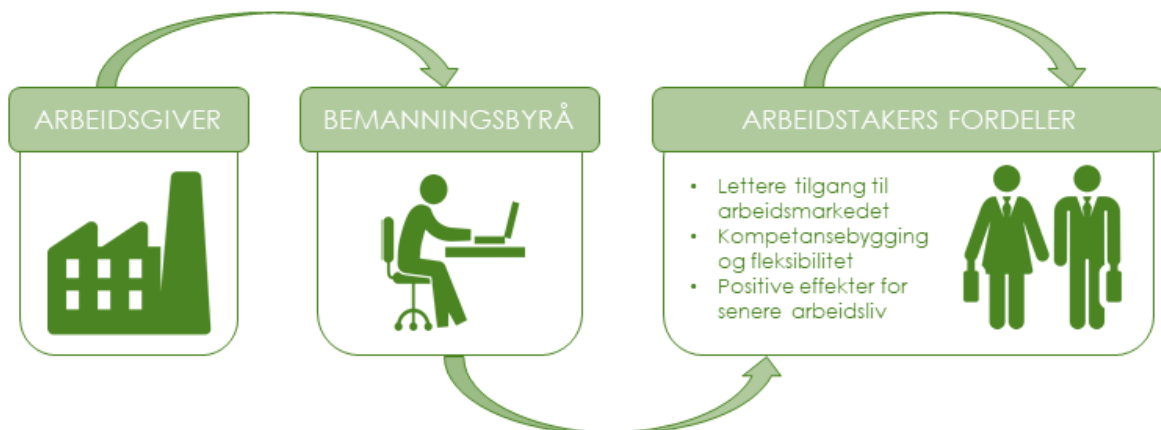 ARBEIDSGIVER
BEMANNINGSBYRÅ
ARBEIDSTAKERS FORDELER
• Lettere tilgang til
arbeidsmarkedet
• Kompetansebygging
og fleksibilitet
• Positive effekter for
senere arbeidsliv